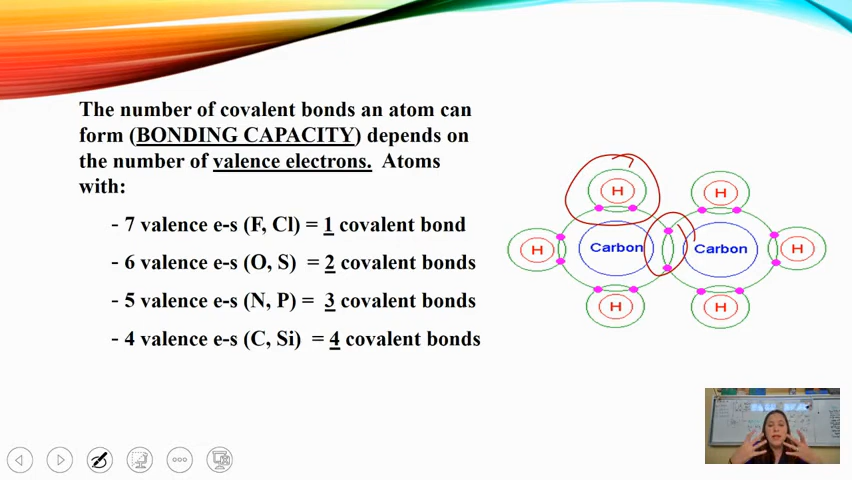 The number of covalent bonds an atom can
form (BONDING CAPACITY) depends on
the number of valence electrons. Atoms
with:
- 7 valence e-s (F, Cl) = 1 covalent bond
- 6 valence e-s (O, S) = 2 covalent bonds
- 5 valence e-s (N, P) = 3 covalent bonds
- 4 valence e-s (C, Si) = 4 covalent bonds
H H
H Carbon Carbon H
H H